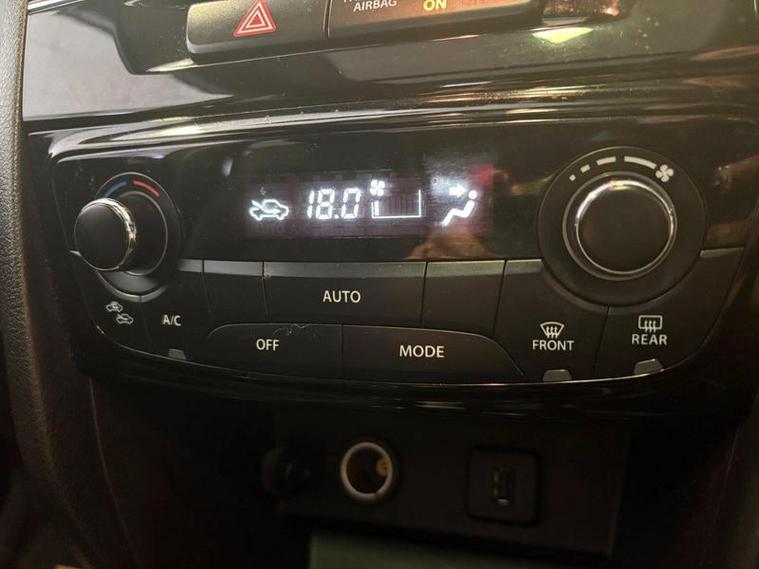 AIRBAG ON
18.0
AUTO
A/C
OFF
MODE
FRONT
REAR